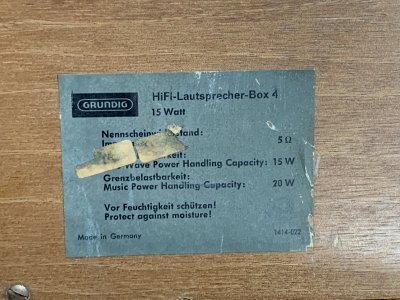 GRUNDIG
HiFi-Lautsprecher-Box 4
15 Watt
Nennscheinwiderstand:
5 Ω
Wave Power Handling Capacity: 15 W
Grenzbelastbarkeit:
Music Power Handling Capacity: 20 W
Vor Feuchtigkeit schützen!
Protect against moisture!
Made in Germany
1414-022